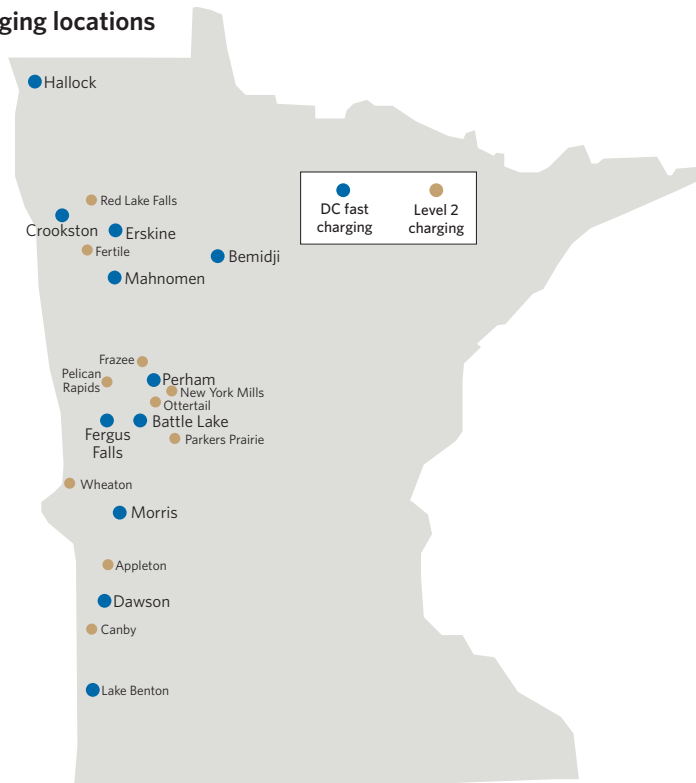 ging locations
Hallock
Red Lake Falls
DC fast
charging
Level 2
charging
Crookston
Erskine
Fertile
Bemidji
Mahnomen
Frazee
Pelican
Rapids
Perham
New York Mills
Ottertail
Battle Lake
Fergus
Falls
Parkers Prairie
Wheaton
Morris
Appleton
Dawson
Canby
Lake Benton